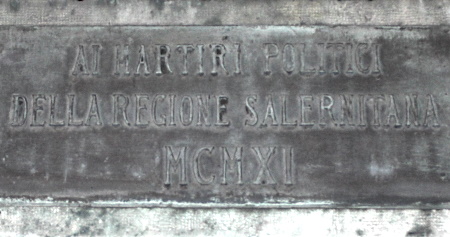 AI MARTIRI POLITICI
DELLA REGIONE SALERNITANA
MCMXI